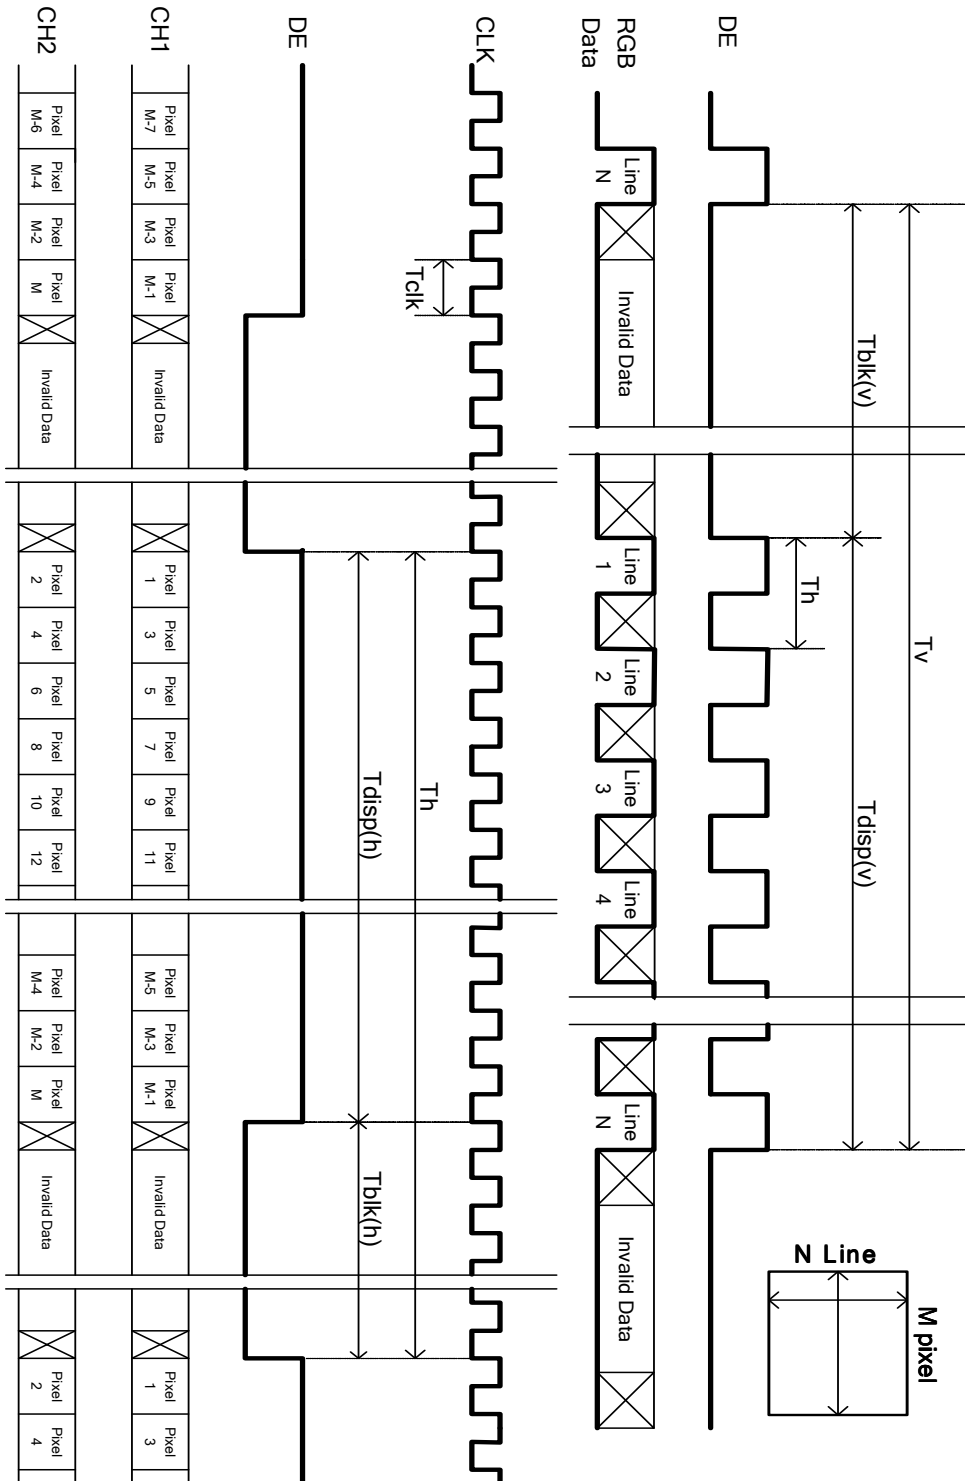 Tv
Tblk(v)
Tdisp(v)
Th
N Line
M pixel
DE
RGB
Data
Line
N
Invalid Data
Line
1
Line
2
Line
3
Line
4
Line
N
Invalid Data
CLK
Tclk
Th
Tdisp(h)
Tblk(h)
DE
CH1
Pixel
M-7
Pixel
M-5
Pixel
M-3
Pixel
M-1
Invalid Data
Pixel
1
Pixel
3
Pixel
5
Pixel
7
Pixel
9
Pixel
11
Pixel
M-5
Pixel
M-3
Pixel
M-1
Invalid Data
Pixel
1
Pixel
3
CH2
Pixel
M-6
Pixel
M-4
Pixel
M-2
Pixel
M
Invalid Data
Pixel
2
Pixel
4
Pixel
6
Pixel
8
Pixel
10
Pixel
12
Pixel
M-4
Pixel
M-2
Pixel
M
Invalid Data
Pixel
2
Pixel
4